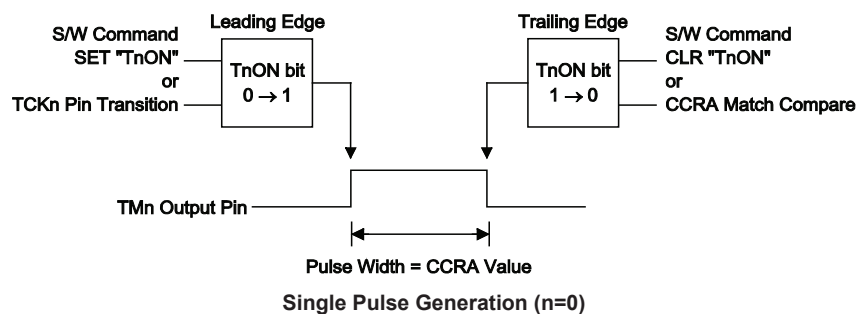 Leading Edge
S/W Command
SET "TnON"
or
TCKn Pin Transition
TnON bit
0 → 1
Trailing Edge
TnON bit
1 → 0
S/W Command
CLR "TnON"
or
CCRA Match Compare
TMn Output Pin
Pulse Width = CCRA Value
Single Pulse Generation (n=0)